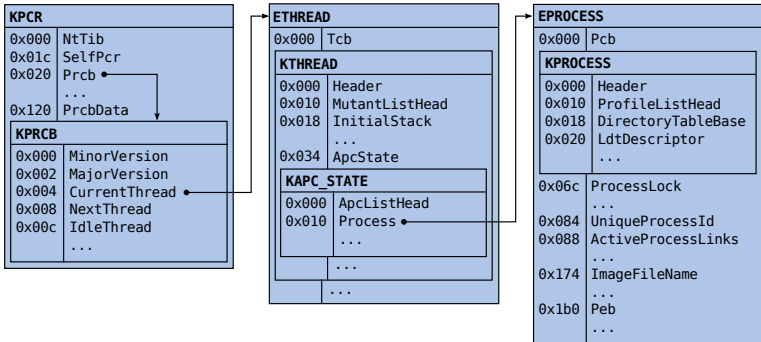 KPCR
0x000 NtTib
0x01c SelfPcr
0x020 Prcb
...
0x120 PrcbData
KPRCB
0x000 MinorVersion
0x002 MajorVersion
0x004 CurrentThread
0x008 NextThread
0x00c IdleThread
...
ETHREAD
0x000 Tcb
KTHREAD
0x000 Header
0x010 MutantListHead
0x018 InitialStack
...
0x034 ApcState
KAPC_STATE
0x000 ApcListHead
0x010 Process
...
...
...
EPROCESS
0x000 Pcb
KPROCESS
0x000 Header
0x010 ProfileListHead
0x018 DirectoryTableBase
0x020 LdtDescriptor
...
0x06c ProcessLock
...
0x084 UniqueProcessId
0x088 ActiveProcessLinks
...
0x174 ImageFileName
...
0x1b0 Peb
...